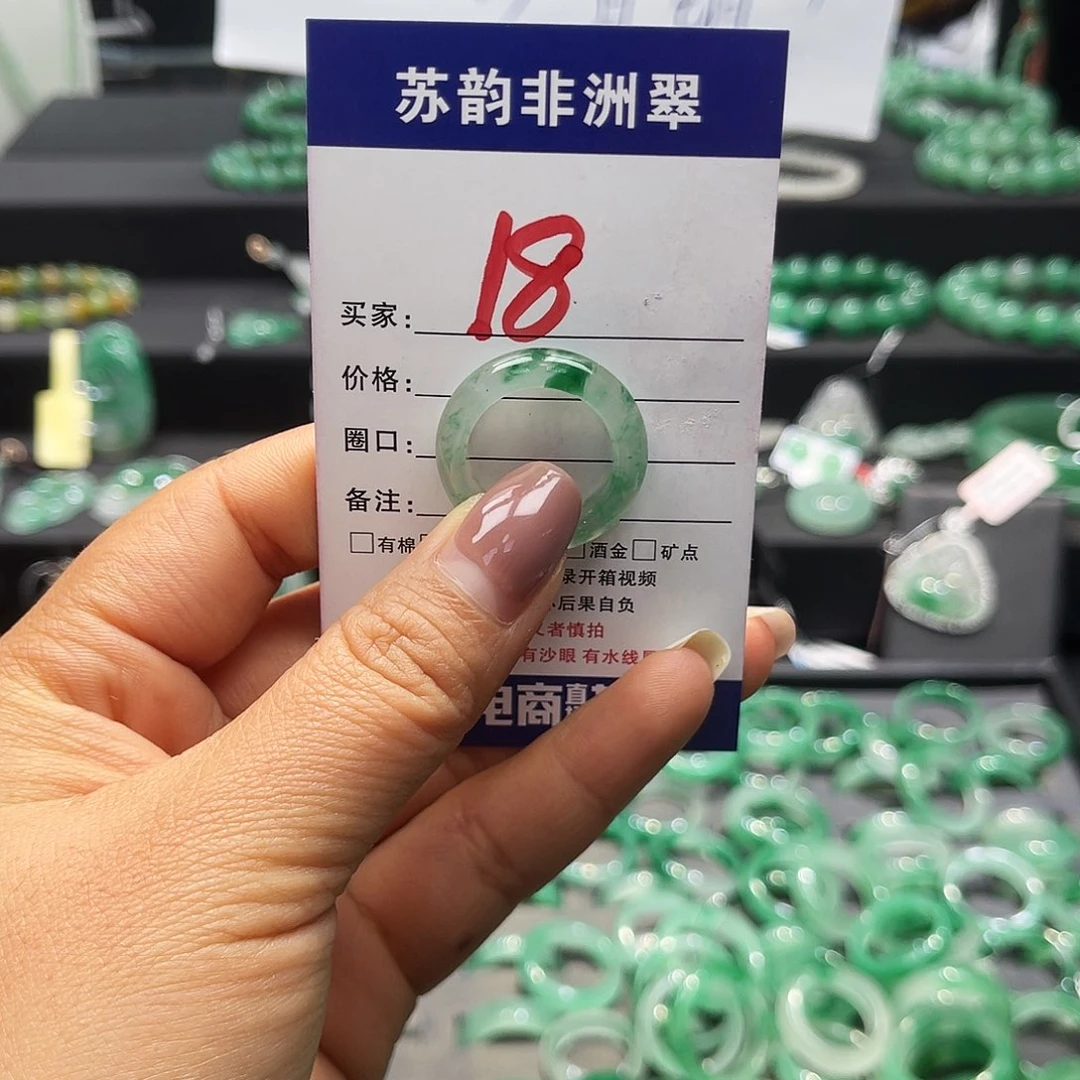 苏韵非洲翠
18
买家:
价格:
圈口:
备注:
□有棉 酒金□矿点
录开箱视频
后果自负
者慎拍
有沙眼 有水线
电商